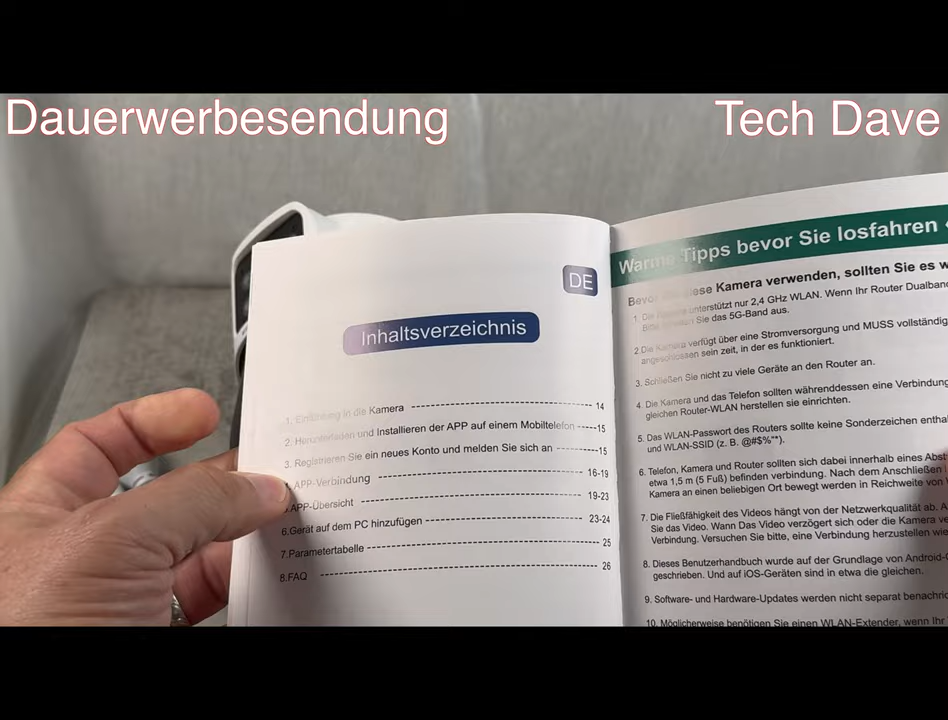 Dauerwerbesendung
Tech Dave
DE
Inhaltsverzeichnis
1. Einführung in die Kamera ---------- 14
2. Herunterladen und Installieren der APP auf einem Mobiltelefon -----15
3. Registrieren Sie ein neues Konto und melden Sie sich an ----------15
4. APP-Verbindung ---------- 16-19
5.APP-Übersicht ---------- 19-23
6.Gerät auf dem PC hinzufügen ---------- 23-24
7.Parametertabelle ---------- 25
8.FAQ ---------- 26
Warme Tipps bevor Sie losfahren
Bevor Sie diese Kamera verwenden, sollten Sie es
1. Die Kamera unterstützt nur 2,4 GHz WLAN. Wenn Ihr Router Dualband
Sie das 5G-Band aus.
2.Die Kamera verfügt über eine Stromversorgung und MUSS vollständig
angeschlossen sein zeit, in der es funktioniert.
3. Schließen Sie nicht zu viele Geräte an den Router an.
4. Die Kamera und das Telefon sollten währenddessen eine Verbindung
gleichen Router-WLAN herstellen sie einrichten.
5. Das WLAN-Passwort des Routers sollte keine Sonderzeichen
und WLAN-SSID (z. B. @#$%"*).
6. Telefon, Kamera und Router sollten sich dabei innerhalb eines
etwa 1,5 m (5 Fuß) befinden verbindung. Nach dem Anschließen
Kamera an einen beliebigen Ort bewegt werden in Reichweite von
7. Die Fließfähigkeit des Videos hängt von der Netzwerkqualität ab.
Sie das Video. Wann Das Video verzögert sich oder die Kamera
Verbindung. Versuchen Sie bitte, eine Verbindung herzustellen
8. Dieses Benutzerhandbuch wurde auf der Grundlage von Android-
geschrieben. Und auf iOS-Geräten sind in etwa die gleichen.
9. Software- und Hardware-Updates werden nicht separat
10. Möglicherweise benötigen Sie einen WLAN-Extender, wenn Ihr